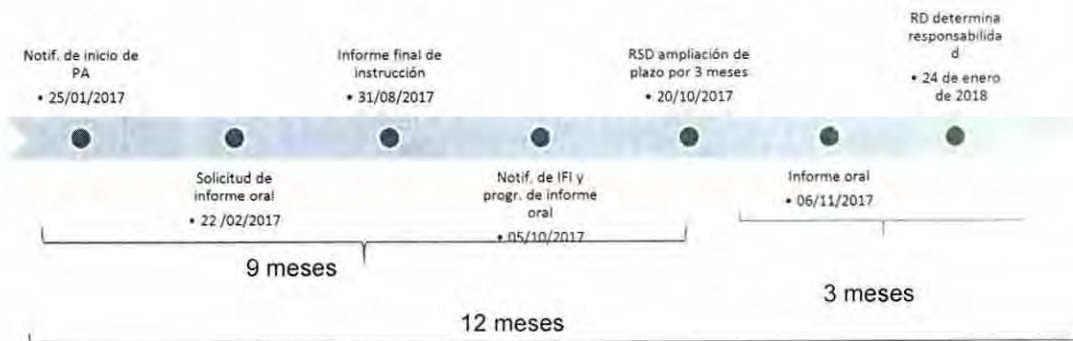 Notif. de inicio de
PA
• 25/01/2017
Solicitud de
informe oral
• 22 /02/2017
Informe final de
instrucción
• 31/08/2017
Notif. de IFI y
progr. de informe
oral
• 05/10/2017
RSD ampliación de
plazo por 3 meses
• 20/10/2017
Informe oral
• 06/11/2017
RD determina
responsabilida
d
• 24 de enero
de 2018
9 meses
3 meses
12 meses